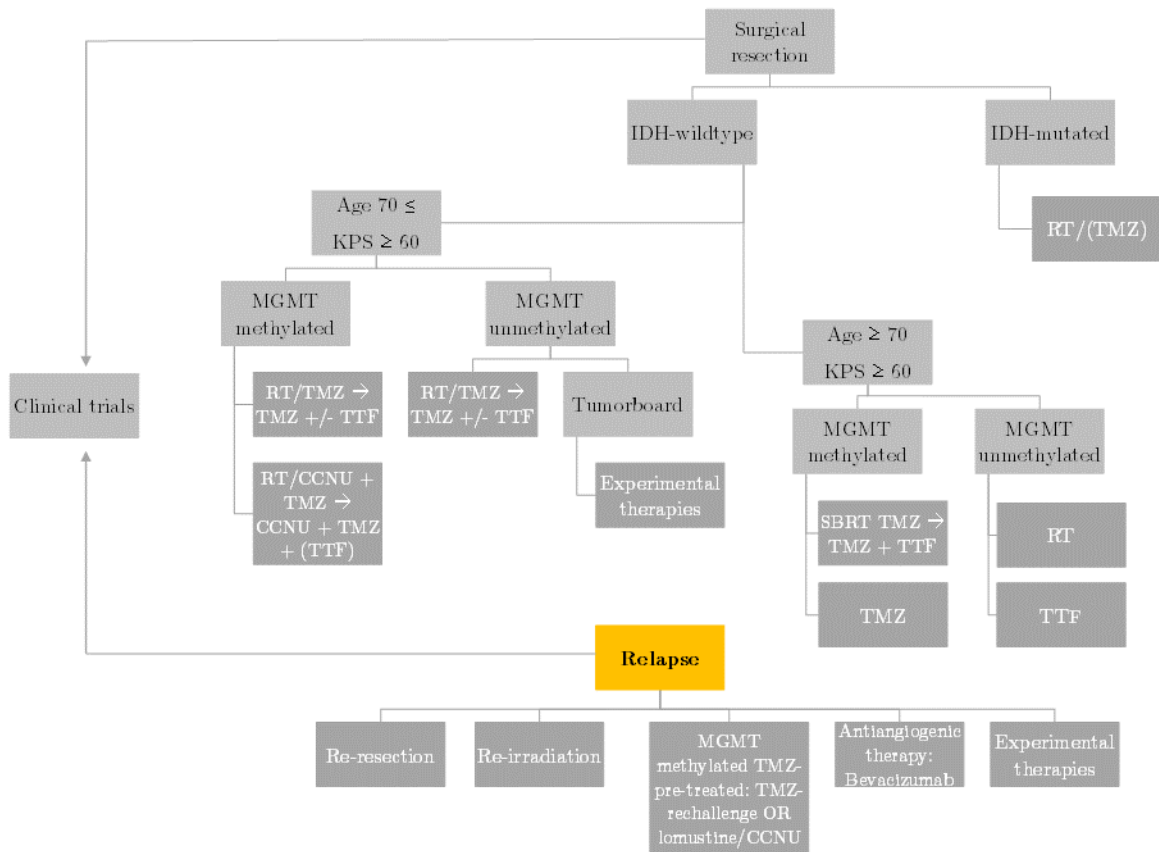 Surgical
resection
IDH-wildtype
IDH-mutated
RT/(TMZ)
Age 70 ≤
KPS ≥ 60
MGMT
methylated
MGMT
unmethylated
RT/TMZ →
TMZ +/- TTF
RT/CCNU +
TMZ →
CCNU + TMZ
+ (TTF)
RT/TMZ →
TMZ +/- TTF
Tumorboard
Experimental
therapies
Age ≥ 70
KPS ≥ 60
MGMT
methylated
MGMT
unmethylated
SBRT TMZ →
TMZ + TTF
TMZ
RT
TTF
Clinical trials
Relapse
Re-resection
Re-irradiation
MGMT
methylated TMZ-
pre-treated: TMZ-
rechallenge OR
lomustine/CCNU
Antiangiogenic
therapy:
Bevacizumab
Experimental
therapies